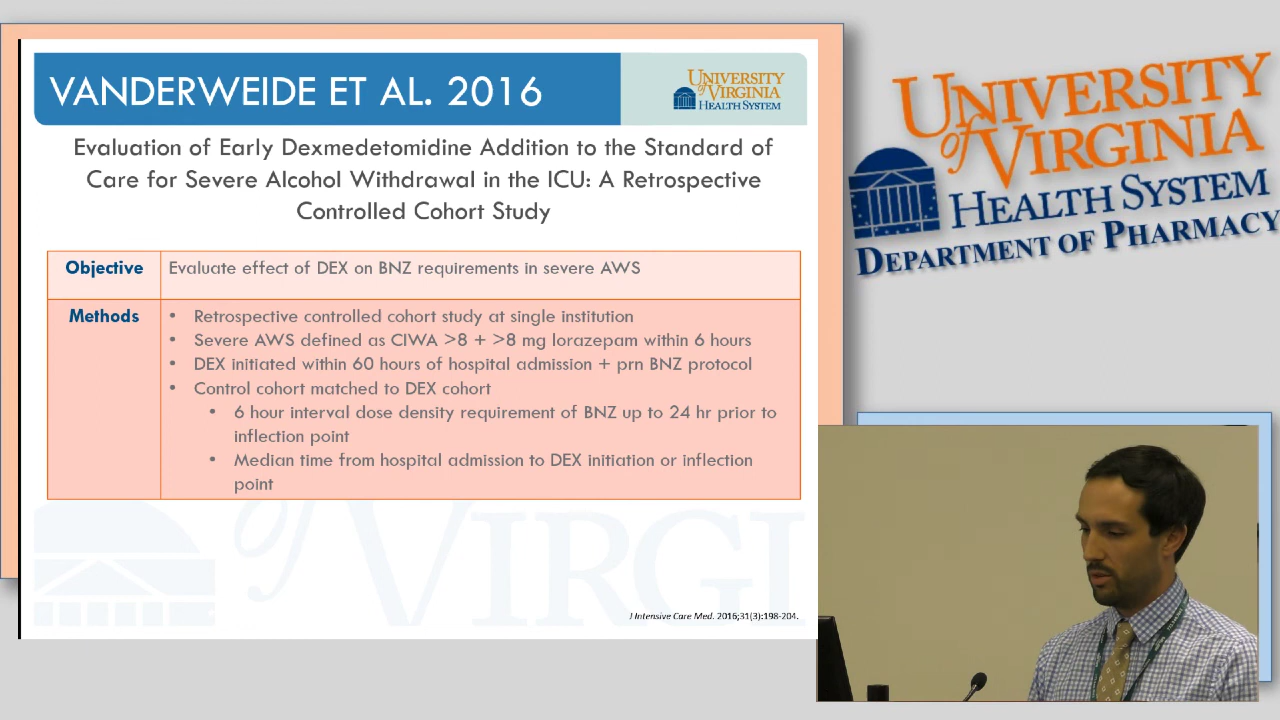 VANDERWEIDE ET AL. 2016
UNIVERSITY
of VIRGINIA
HEALTH SYSTEM
Evaluation of Early Dexmedetomidine Addition to the Standard of
Care for Severe Alcohol Withdrawal in the ICU: A Retrospective
Controlled Cohort Study
Objective
Evaluate effect of DEX on BNZ requirements in severe AWS
Methods
• Retrospective controlled cohort study at single institution
• Severe AWS defined as CIWA >8 + >8 mg lorazepam within 6 hours
• DEX initiated within 60 hours of hospital admission + prn BNZ protocol
• Control cohort matched to DEX cohort
• 6 hour interval dose density requirement of BNZ up to 24 hr prior to
inflection point
• Median time from hospital admission to DEX initiation or inflection
point
of VIRGI
J Intensive Care Med. 2016;31(3):198-204.
UNIVERSITY
of VIRGINIA
HEALTH SYSTEM
DEPARTMENT OF PHARMACY